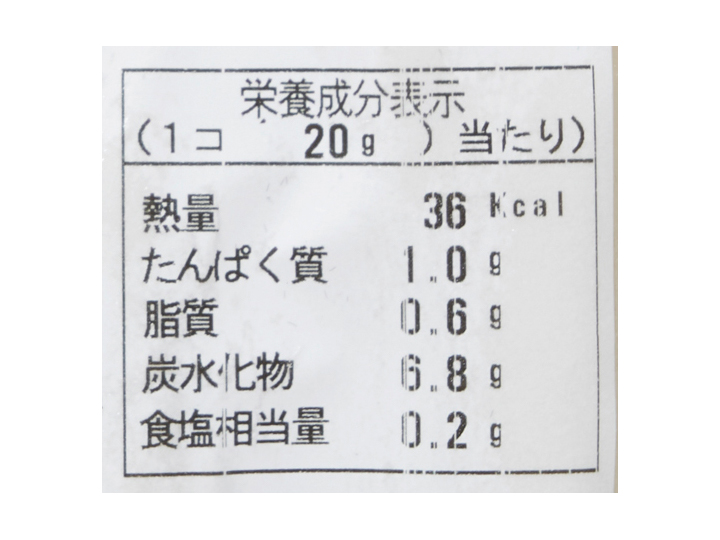 栄養成分表示
(1コ 20g )当たり)
熱量 36 Kcal
たんぱく質 1.0 g
脂質 0.6 g
炭水化物 6.8 g
食塩相当量 0.2 g